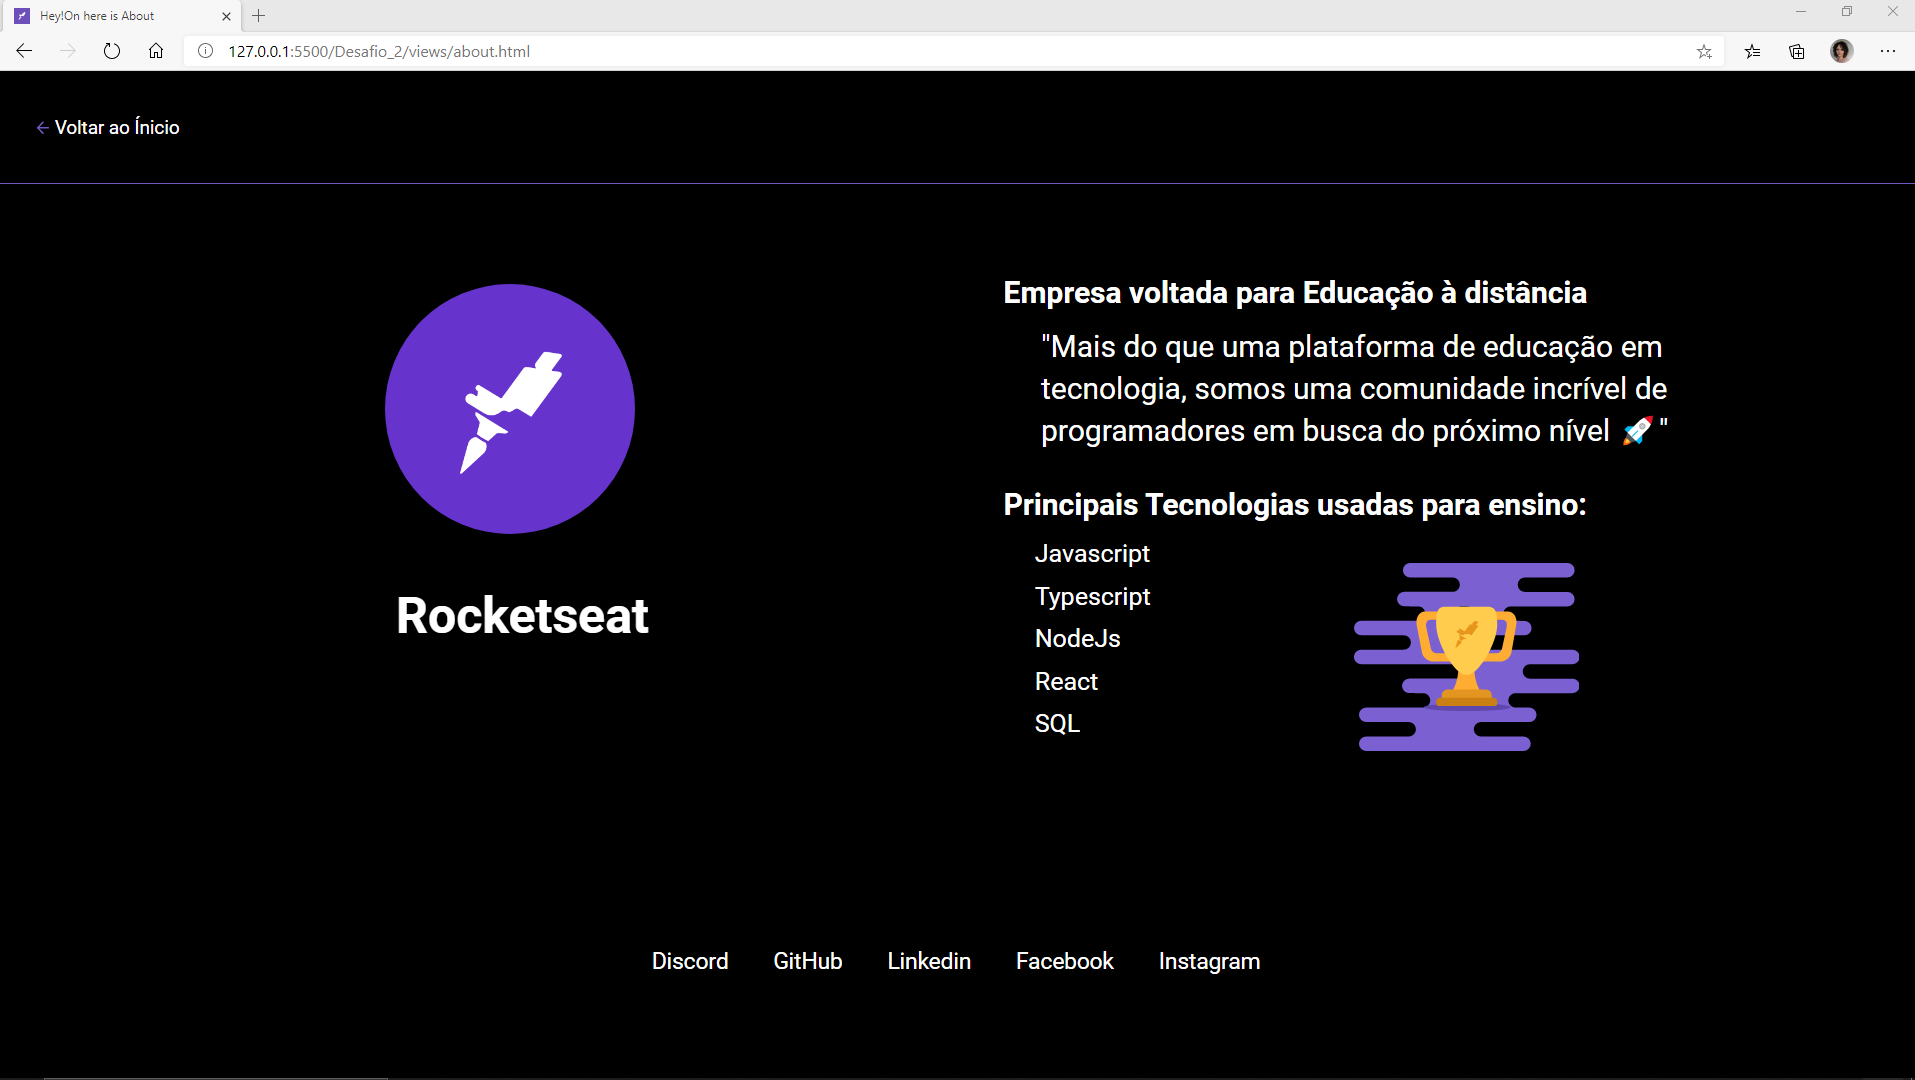 Hey!On here is About
127.0.0.1:5500/Desafio_2/views/about.html
Voltar ao Ínicio
Rocketseat
Empresa voltada para Educação à distância
"Mais do que uma plataforma de educação em
tecnologia, somos uma comunidade incrível de
programadores em busca do próximo nível 🚀"
Principais Tecnologias usadas para ensino:
Javascript
Typescript
NodeJs
React
SQL
Discord GitHub Linkedin Facebook Instagram